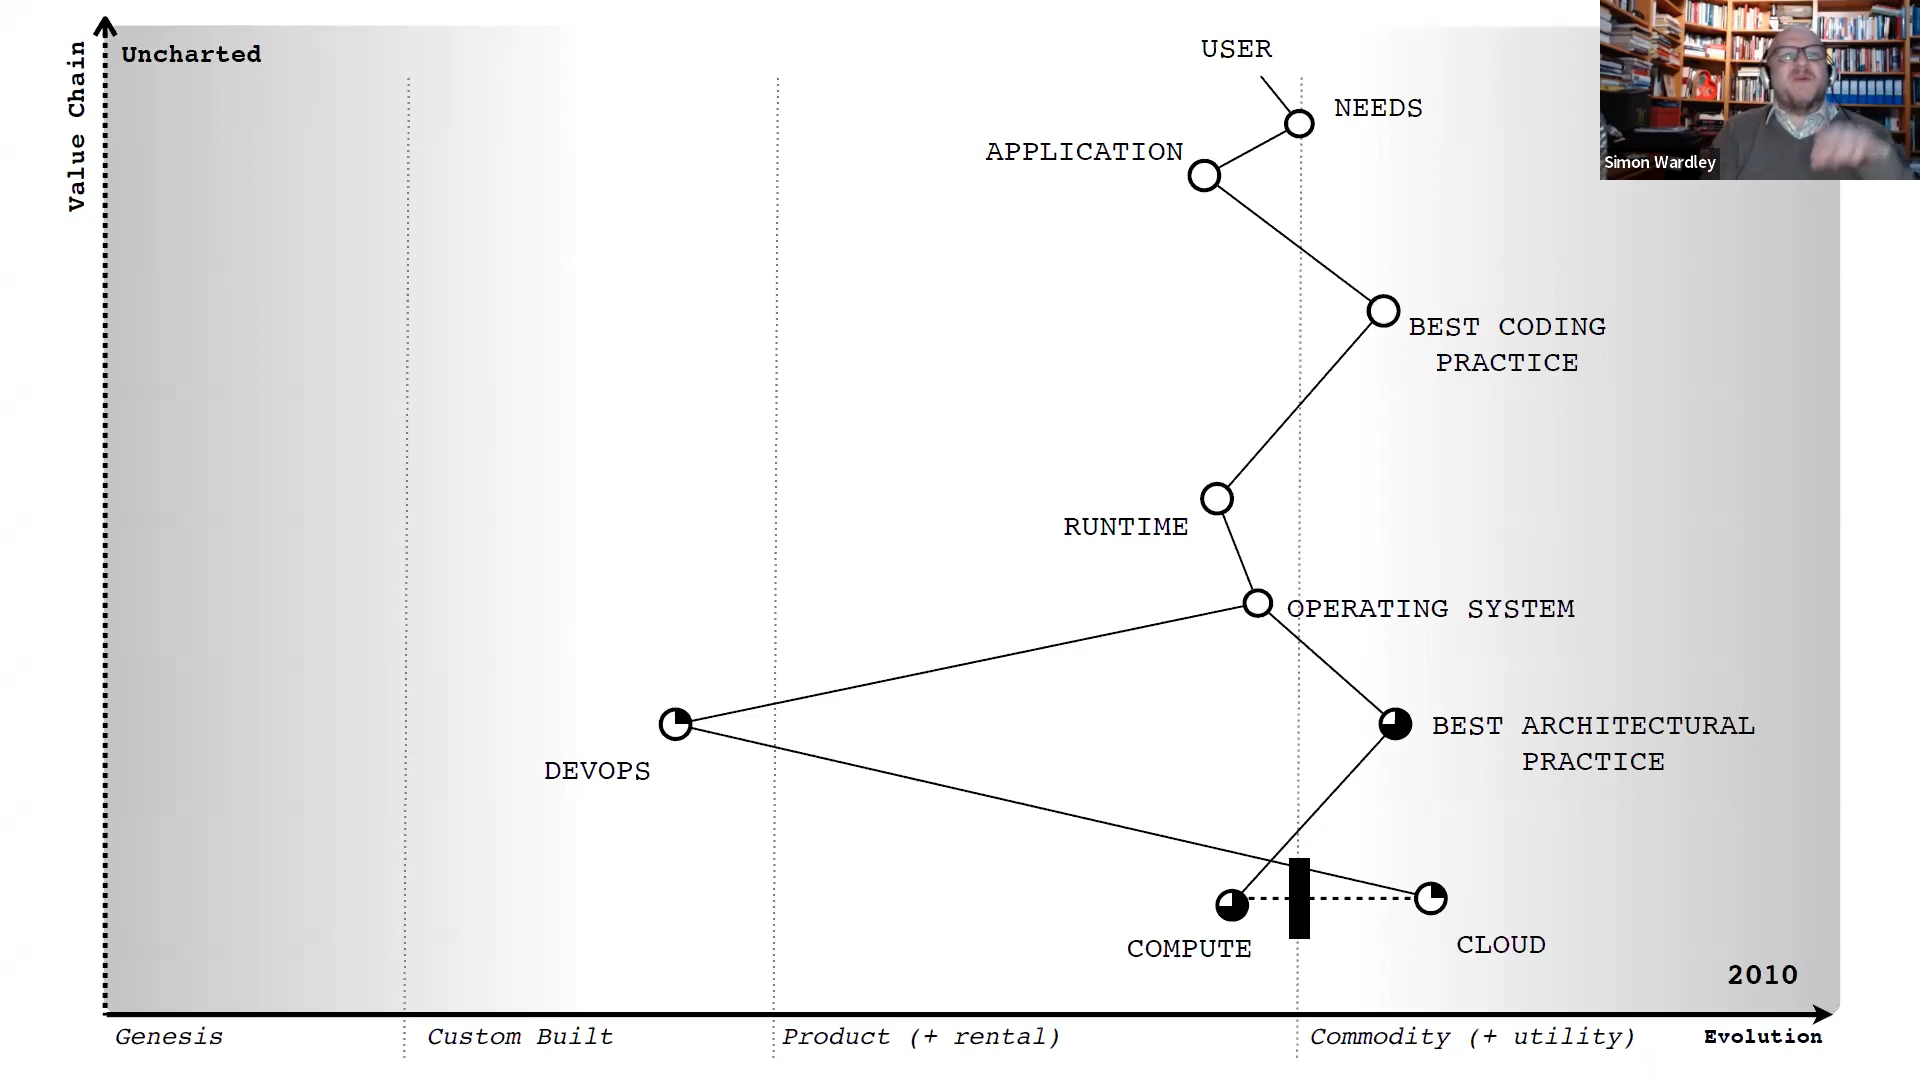 Value Chain
Uncharted
USER
NEEDS
APPLICATION
Simon Wardley
BEST CODING
PRACTICE
RUNTIME
OPERATING SYSTEM
DEVOPS
BEST ARCHITECTURAL
PRACTICE
COMPUTE
CLOUD
2010
Genesis
Custom Built
Product (+ rental)
Commodity (+ utility)
Evolution